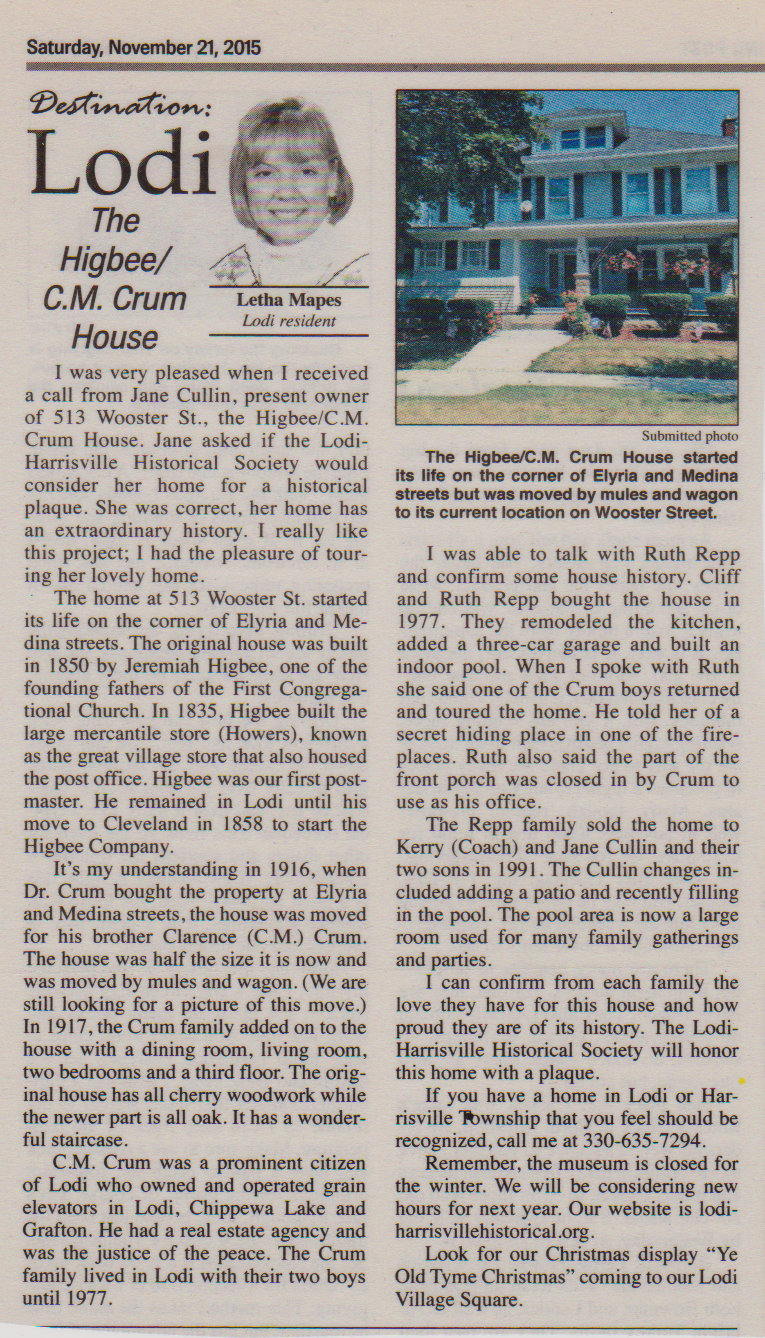 Saturday, November 21, 2015
Destination:
Lodi
The
Higbee/
C.M. Crum
House
Letha Mapes
Lodi resident
I was very pleased when I received
a call from Jane Cullin, present owner
of 513 Wooster St., the Higbee/C.M.
Crum House. Jane asked if the Lodi-
Harrisville Historical Society would
consider her home for a historical
plaque. She was correct, her home has
an extraordinary history. I really like
this project; I had the pleasure of tour-
ing her lovely home.
The home at 513 Wooster St. started
its life on the corner of Elyria and Me-
dina streets. The original house was built
in 1850 by Jeremiah Higbee, one of the
founding fathers of the First Congrega-
tional Church. In 1835, Higbee built the
large mercantile store (Howers), known
as the great village store that also housed
the post office. Higbee was our first post-
master. He remained in Lodi until his
move to Cleveland in 1858 to start the
Higbee Company.
It's my understanding in 1916, when
Dr. Crum bought the property at Elyria
and Medina streets, the house was moved
for his brother Clarence (C.M.) Crum.
The house was half the size it is now and
was moved by mules and wagon. (We are
still looking for a picture of this move.)
In 1917, the Crum family added on to the
house with a dining room, living room,
two bedrooms and a third floor. The orig-
inal house has all cherry woodwork while
the newer part is all oak. It has a wonder-
ful staircase.
C.M. Crum was a prominent citizen
of Lodi who owned and operated grain
elevators in Lodi, Chippewa Lake and
Grafton. He had a real estate agency and
was the justice of the peace. The Crum
family lived in Lodi with their two boys
until 1977.
Submitted photo
The Higbee/C.M. Crum House started
its life on the corner of Elyria and Medina
streets but was moved by mules and wagon
to its current location on Wooster Street.
I was able to talk with Ruth Repp
and confirm some house history. Cliff
and Ruth Repp bought the house in
1977. They remodeled the kitchen,
added a three-car garage and built an
indoor pool. When I spoke with Ruth
she said one of the Crum boys returned
and toured the home. He told her of a
secret hiding place in one of the fire-
places. Ruth also said the part of the
front porch was closed in by Crum to
use as his office.
The Repp family sold the home to
Kerry (Coach) and Jane Cullin and their
two sons in 1991. The Cullin changes in-
cluded adding a patio and recently filling
in the pool. The pool area is now a large
room used for many family gatherings
and parties.
I can confirm from each family the
love they have for this house and how
proud they are of its history. The Lodi-
Harrisville Historical Society will honor
this home with a plaque.
If you have a home in Lodi or Har-
risville Township that you feel should be
recognized, call me at 330-635-7294.
Remember, the museum is closed for
the winter. We will be considering new
hours for next year. Our website is lodi-
harrisvillehistorical.org.
Look for our Christmas display “Ye
Old Tyme Christmas” coming to our Lodi
Village Square.